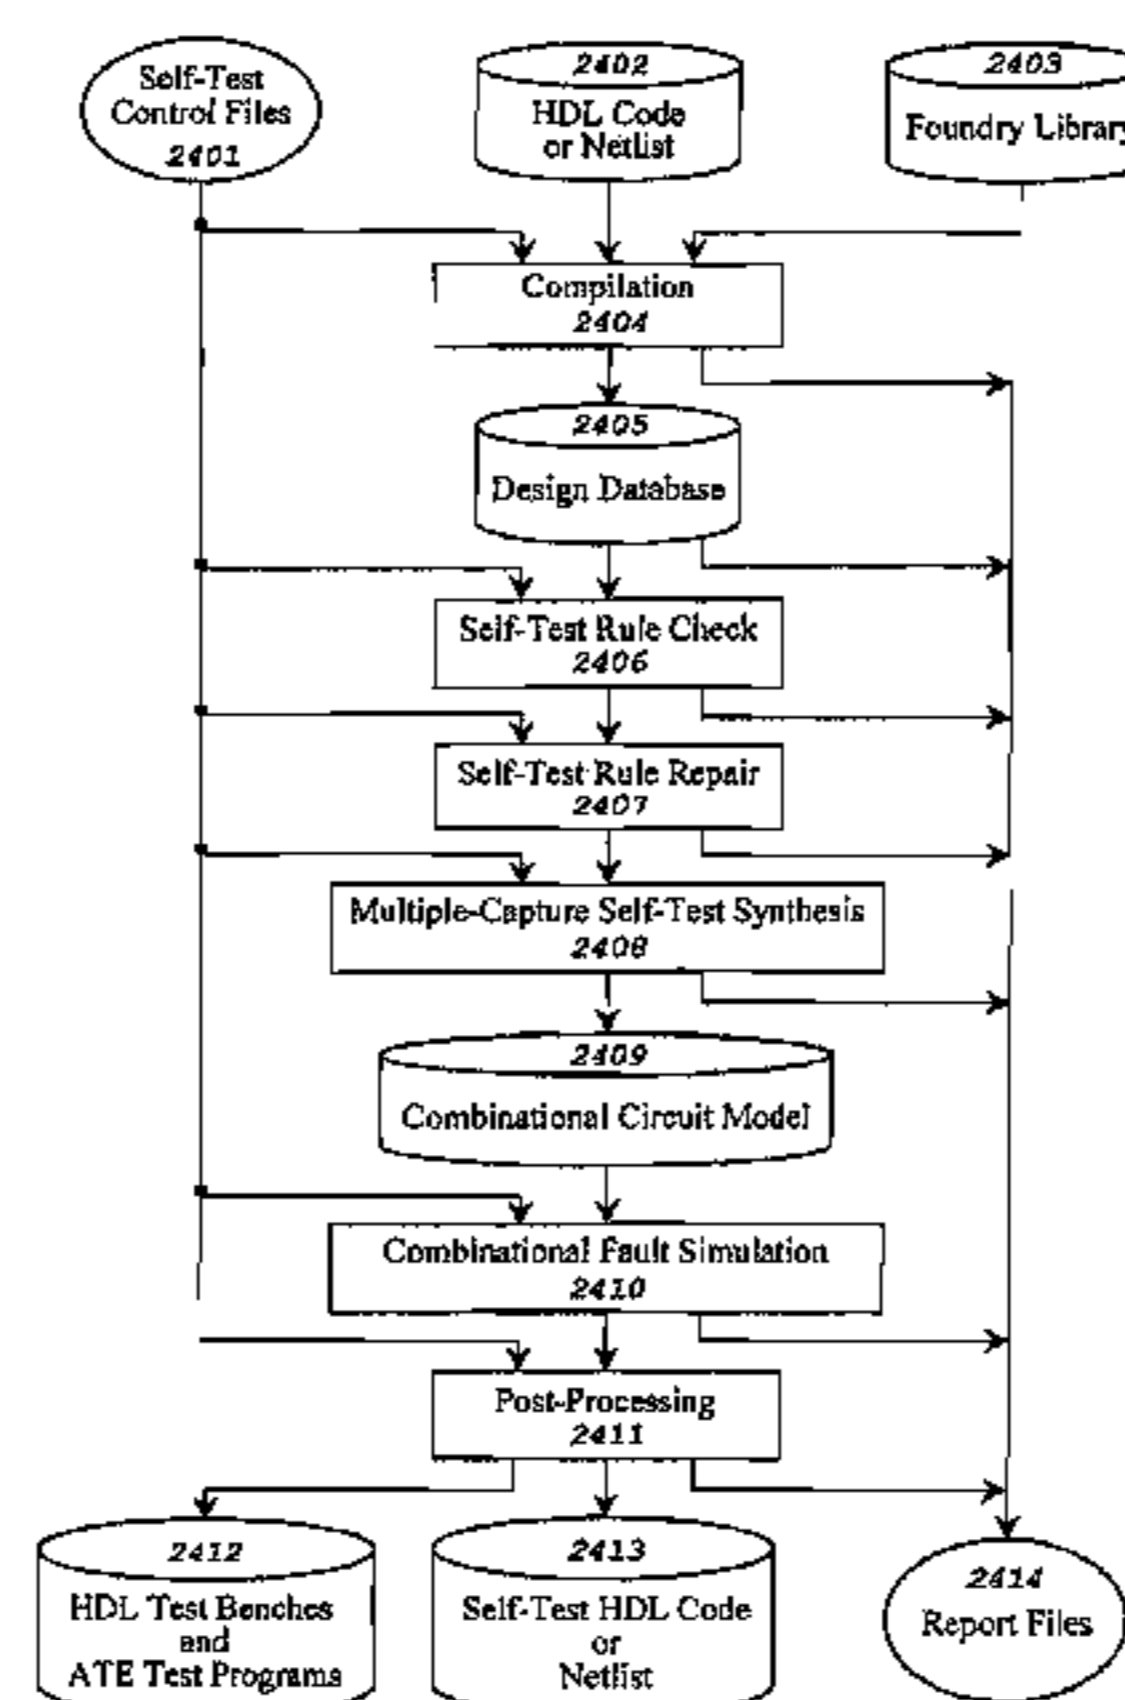 Self-Test
Control Files
2401
2402
HDL Code
or Netlist
2403
Foundry Library
Compilation
2404
2405
Design Database
Self-Test Rule Check
2406
Self-Test Rule Repair
2407
Multiple-Capture Self-Test Synthesis
2408
2409
Combinational Circuit Model
Combinational Fault Simulation
2410
Post-Processing
2411
2412
HDL Test Benches
and
ATE Test Programs
2413
Self-Test HDL Code
or
Netlist
2414
Report Files